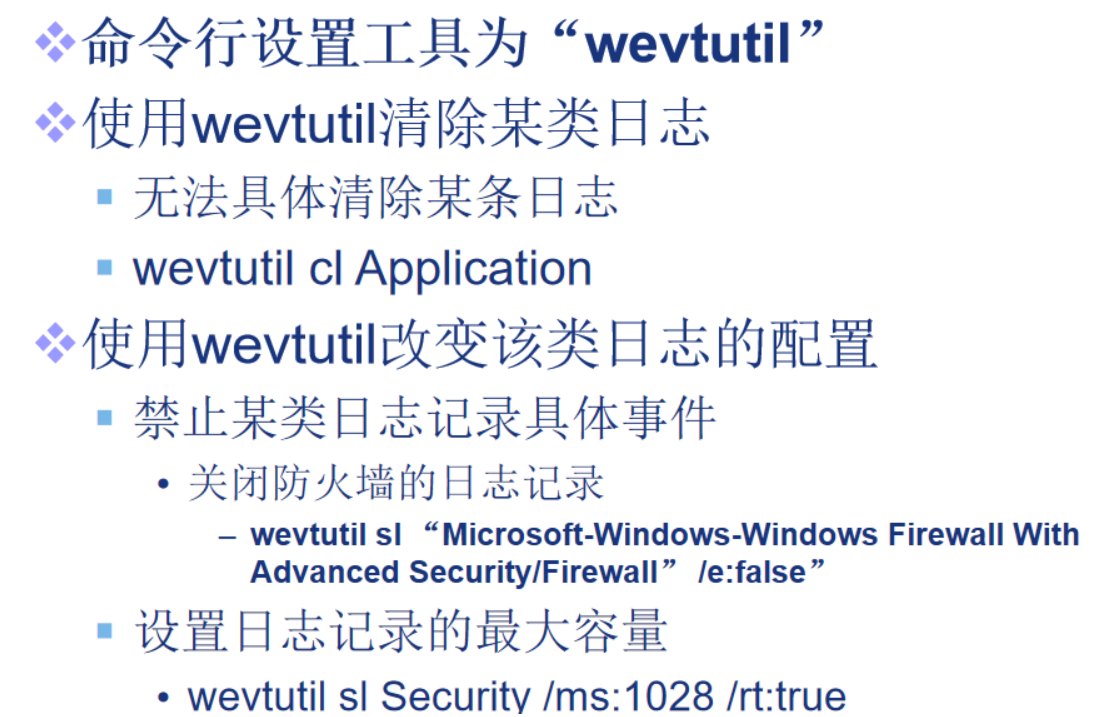 命令行设置工具为“wevtutil”
使用wevtutil清除某类日志
无法具体清除某条日志
wevtutil cl Application
使用wevtutil改变该类日志的配置
禁止某类日志记录具体事件
• 关闭防火墙的日志记录
– wevtutil sl “Microsoft-Windows-Windows Firewall With
Advanced Security/Firewall” /e:false”
设置日志记录的最大容量
• wevtutil sl Security /ms:1028 /rt:true